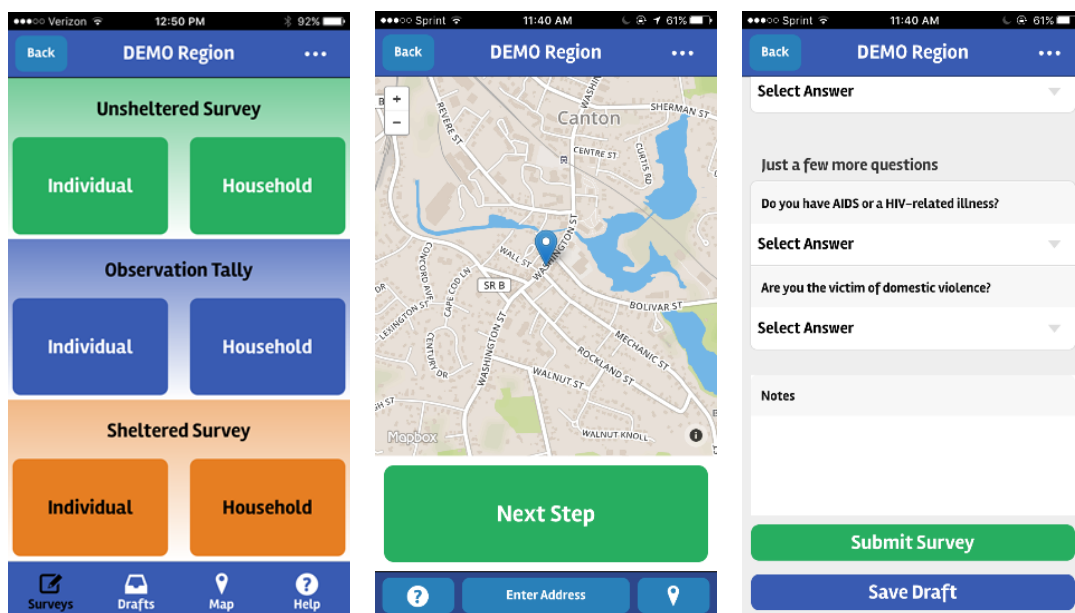 Verizon 12:50 PM 92%
Back DEMO Region
Unsheltered Survey
Individual Household
Observation Tally
Individual Household
Sheltered Survey
Individual Household
Surveys Drafts Map Help
Sprint 11:40 AM 61%
Back DEMO Region
+
−
REVERE ST
WASHING
SHERMAN ST
Canton
CENTRE ST
CURTIS RD
WALL ST
WASHINGTON ST
CONCORD AVE
CAPE COD LN
SR B
BOLIVAR ST
LEXINGTON ST
CENTURY DR
WASHINGTON ST
MECHANIC ST
ROCKLAND ST
WALNUT ST
WALNUT KNOLL
Mapbox
Next Step
Enter Address
Sprint 11:40 AM 61%
Back DEMO Region
Select Answer
Just a few more questions
Do you have AIDS or a HIV-related illness?
Select Answer
Are you the victim of domestic violence?
Select Answer
Notes
Submit Survey
Save Draft